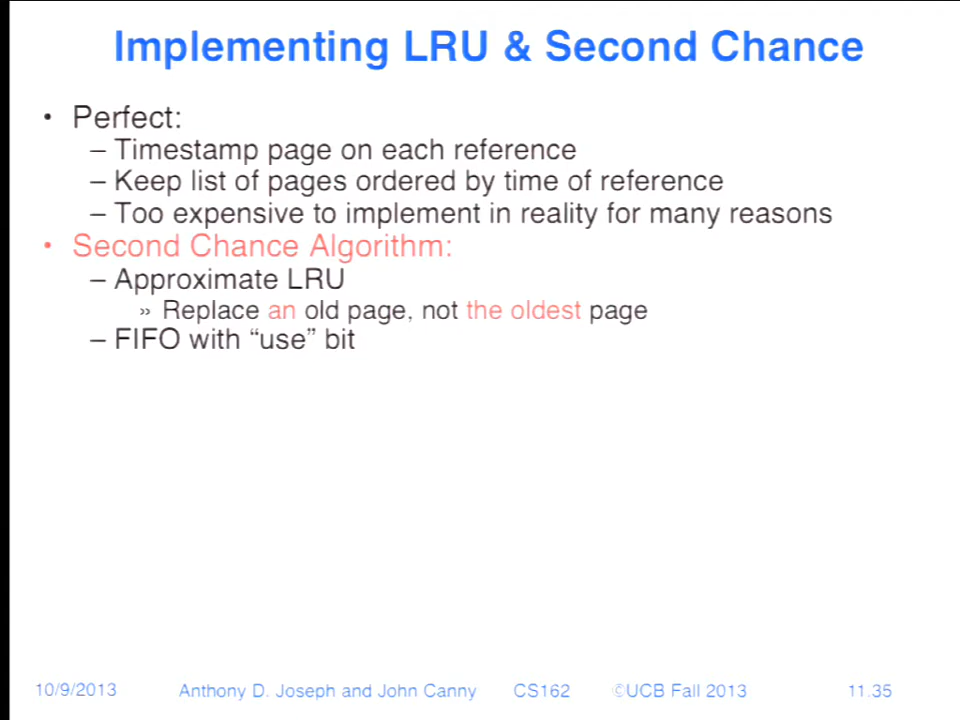 Implementing LRU & Second Chance
• Perfect:
– Timestamp page on each reference
– Keep list of pages ordered by time of reference
– Too expensive to implement in reality for many reasons
• Second Chance Algorithm:
– Approximate LRU
» Replace an old page, not the oldest page
– FIFO with “use” bit
10/9/2013 Anthony D. Joseph and John Canny CS162 ©UCB Fall 2013 11.35